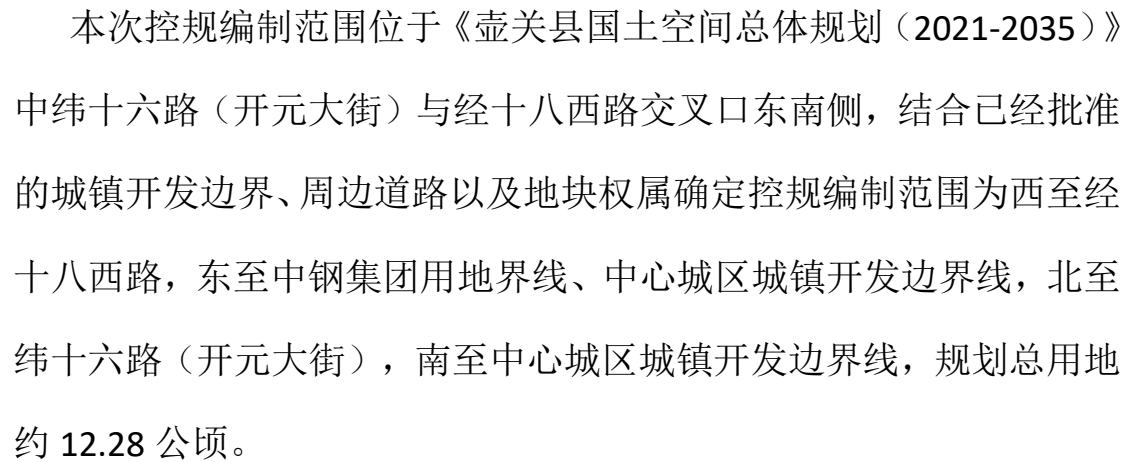 本次控规编制范围位于《壶关县国土空间总体规划（2021-2035）》
中纬十六路（开元大街）与经十八西路交叉口东南侧，结合已经批准
的城镇开发边界、周边道路以及地块权属确定控规编制范围为西至经
十八西路，东至中钢集团用地界线、中心城区城镇开发边界线，北至
纬十六路（开元大街），南至中心城区城镇开发边界线，规划总用地
约 12.28 公顷。